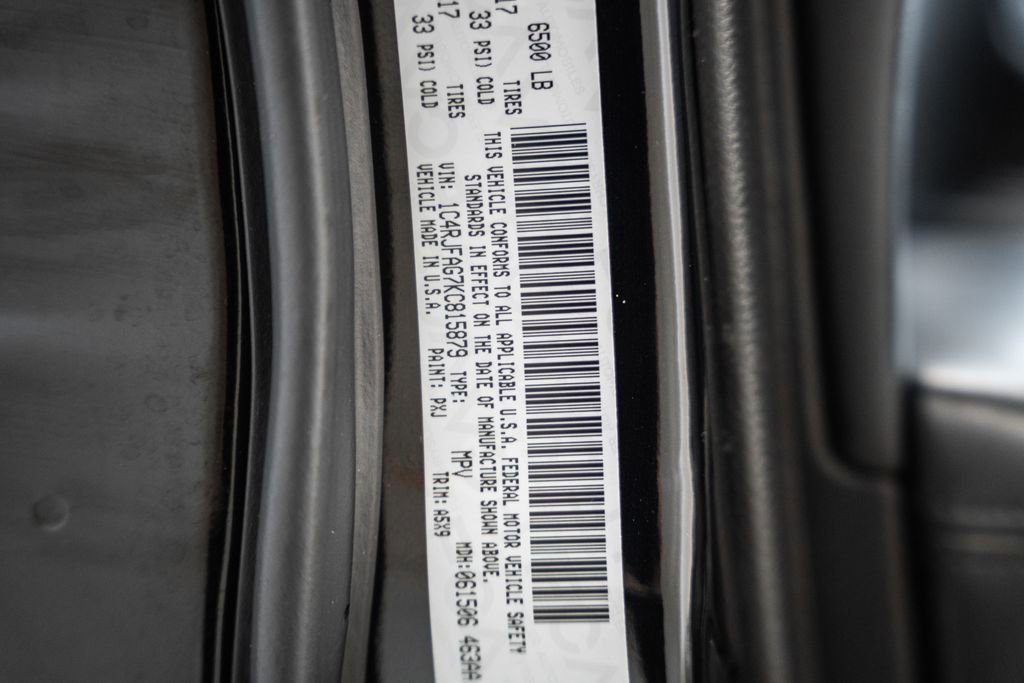 6500 LB
17 TIRES
33 PSI) COLD
17 TIRES
33 PSI) COLD
THIS VEHICLE CONFORMS TO ALL APPLICABLE U.S.A. FEDERAL MOTOR VEHICLE SAFETY
STANDARDS IN EFFECT ON THE DATE OF MANUFACTURE SHOWN ABOVE.
VIN: 1C4RJFAG7KC815879 TYPE: MPV MDH:061506 463AA
VEHICLE MADE IN U.S.A. PAINT: PXJ TRIM: A5X9